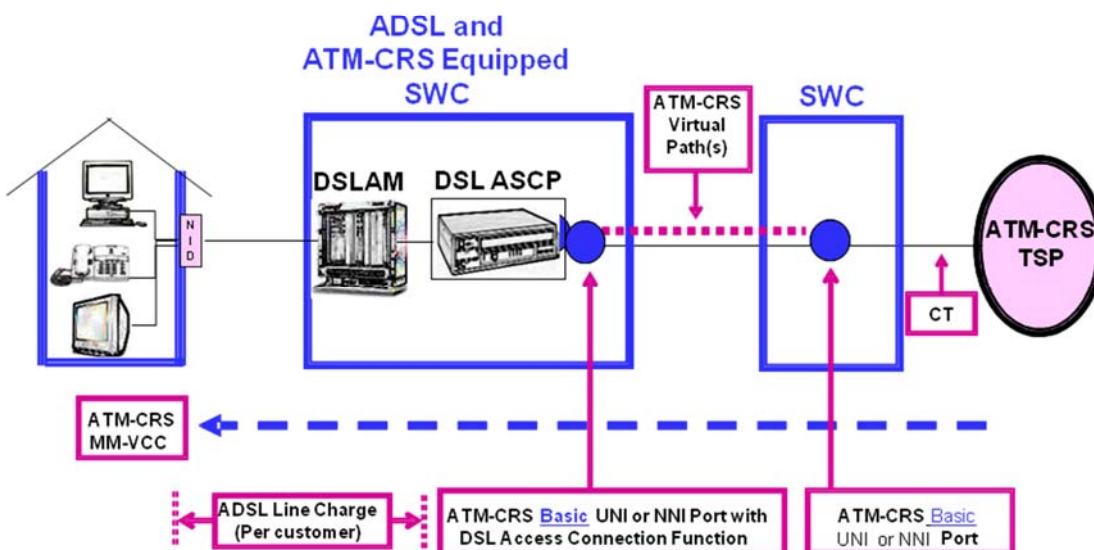 ADSL and
ATM-CRS Equipped
SWC
ATM-CRS
Virtual
Path(s)
SWC
DSLAM
DSL ASCP
N
I
D
ATM-CRS
TSP
CT
ATM-CRS
MM-VCC
ADSL Line Charge
(Per customer)
ATM-CRS Basic UNI or NNI Port with
DSL Access Connection Function
ATM-CRS Basic
UNI or NNI Port